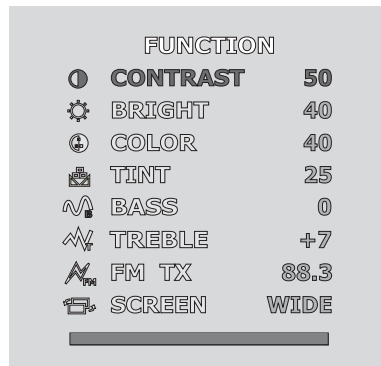 FUNCTION
CONTRAST 50
BRIGHT 40
COLOR 40
TINT 25
B BASS 0
T TREBLE +7
FM FM TX 88.3
SCREEN WIDE